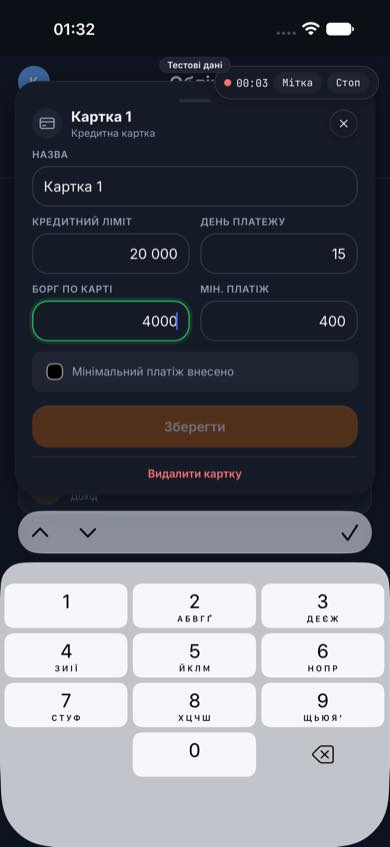 01:32
Тестові дані
00:03 Мітка Стоп
Картка 1
Кредитна картка
НАЗВА
Картка 1
КРЕДИТНИЙ ЛІМІТ ДЕНЬ ПЛАТЕЖУ
20 000 15
БОРГ ПО КАРТІ МІН. ПЛАТІЖ
4000 400
Мінімальний платіж внесено
Зберегти
Видалити картку
Дохід
1 2 3
АБВГҐ ДЕЄЖ
4 5 6
ЗИІЇ ЙКЛМ НОПР
7 8 9
СТУФ ХЦЧШ ЩЬЮЯ'
0